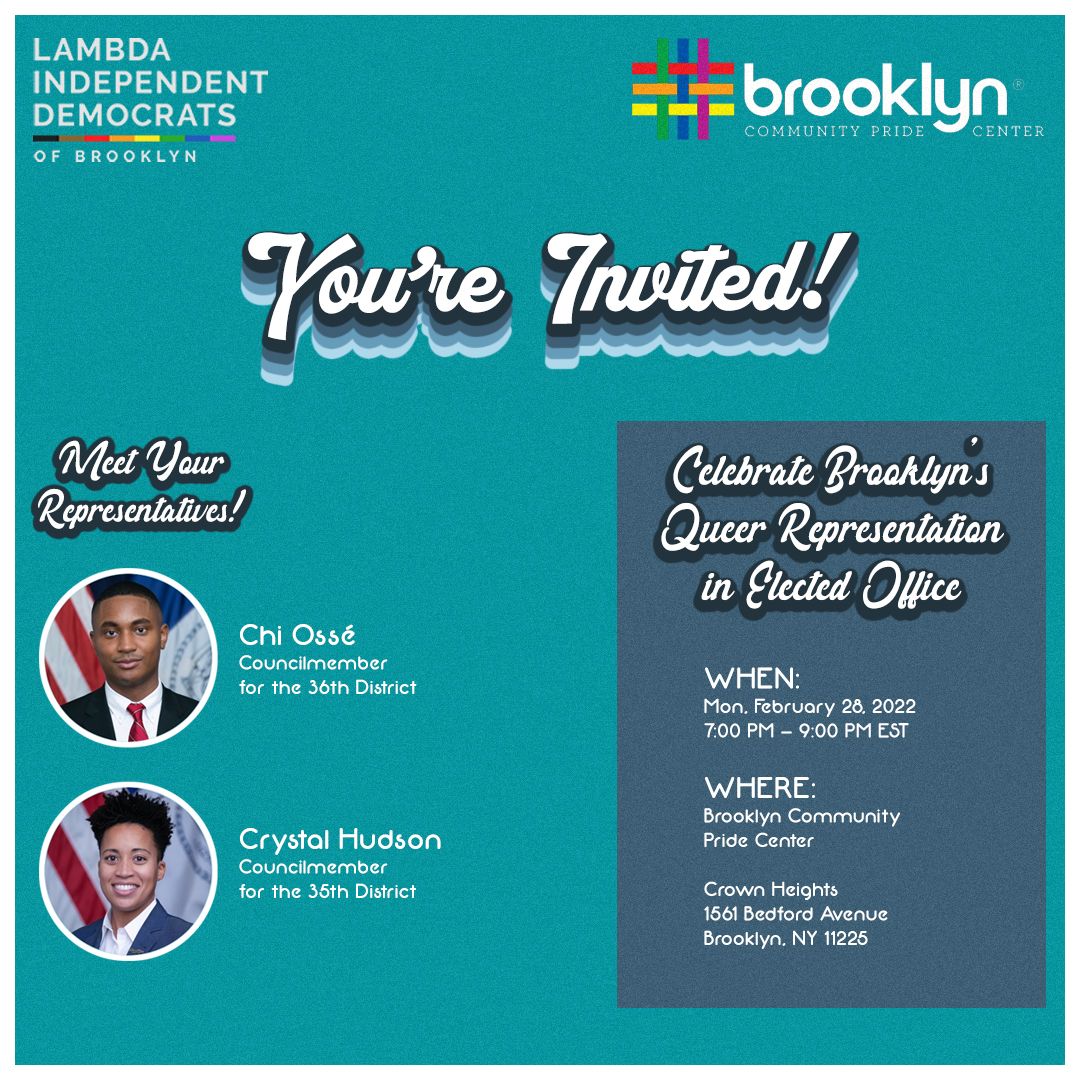 LAMBDA
INDEPENDENT
DEMOCRATS
OF BROOKLYN
brooklyn®
COMMUNITY PRIDE CENTER
You're Invited!
Meet Your
Representatives!
Chi Ossé
Councilmember
for the 36th District
Crystal Hudson
Councilmember
for the 35th District
Celebrate Brooklyn's
Queer Representation
in Elected Office
WHEN:
Mon, February 28, 2022
7:00 PM – 9:00 PM EST
WHERE:
Brooklyn Community
Pride Center
Crown Heights
1561 Bedford Avenue
Brooklyn, NY 11225